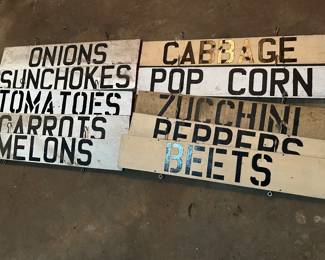 ONIONS
SUNCHOKES
TOMATOES
CARROTS
MELONS
CABBAGE
POP CORN
ZUCCHINI
PEPPERS
BEETS